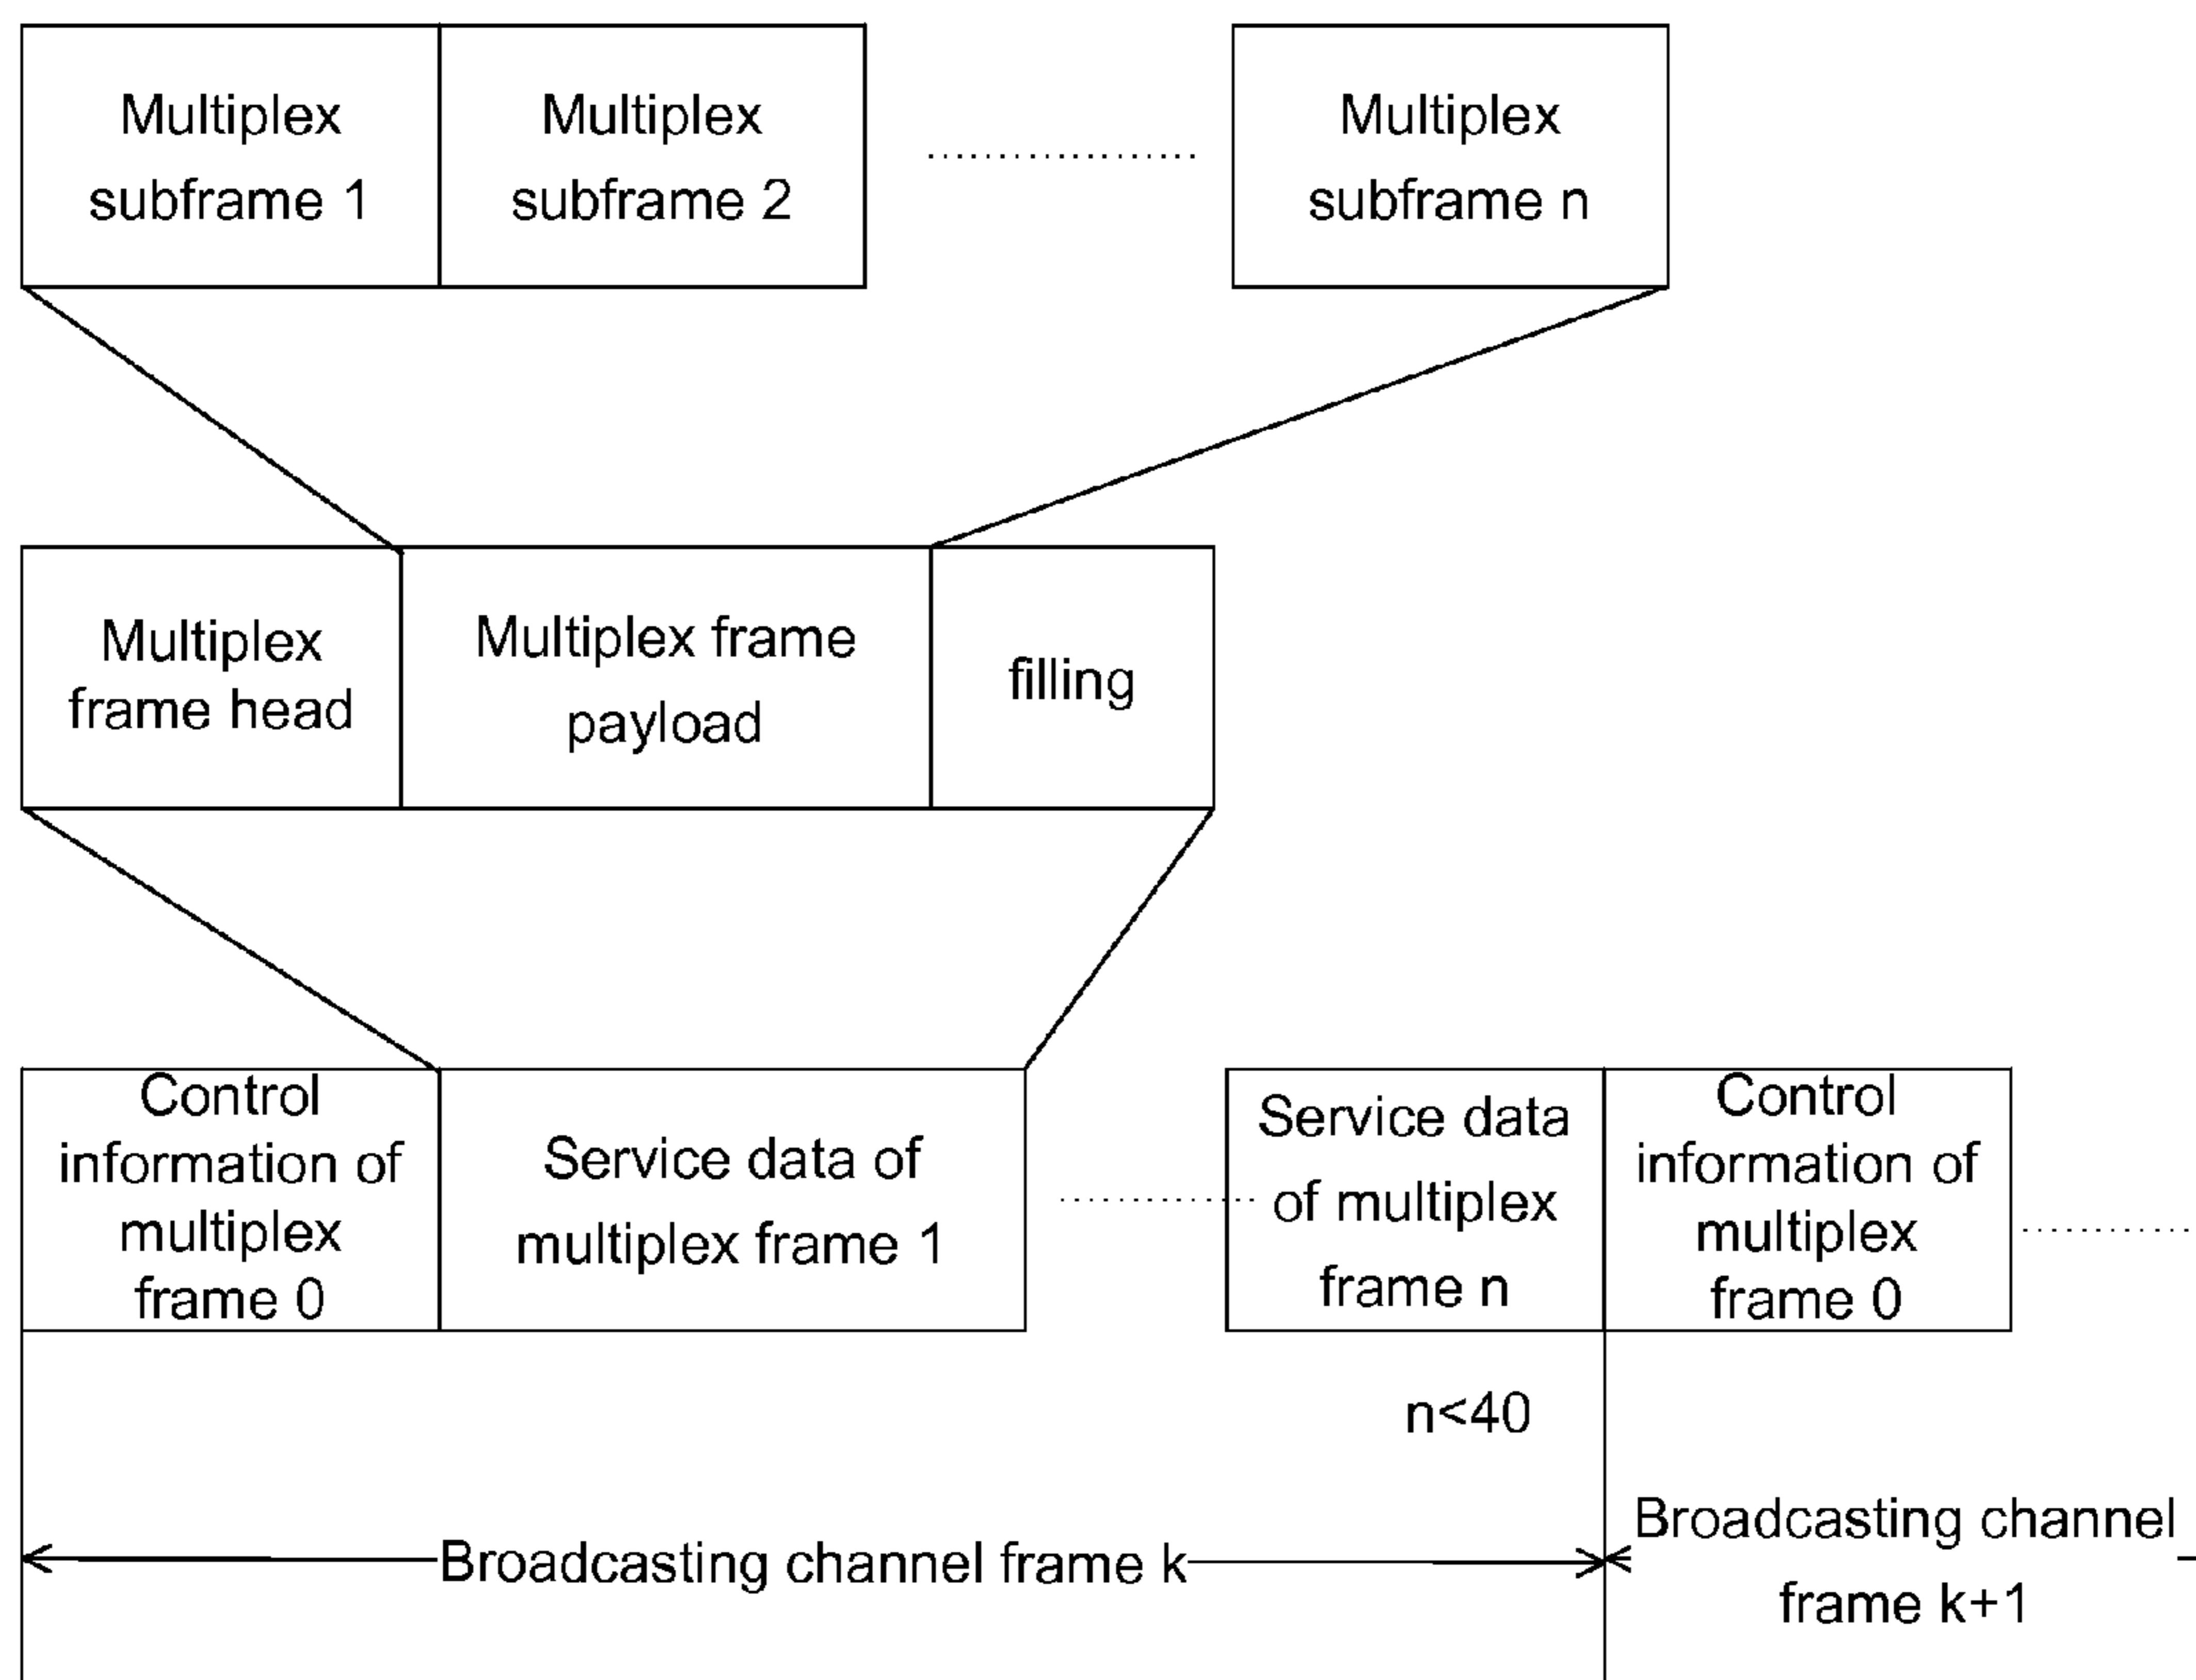 Multiplex
subframe 1
Multiplex
subframe 2
Multiplex
subframe n
Multiplex
frame head
Multiplex frame
payload
filling
Control
information of
multiplex
frame 0
Service data of
multiplex frame 1
Service data
of multiplex
frame n
Control
information of
multiplex
frame 0
n<40
Broadcasting channel frame k
Broadcasting channel
frame k+1